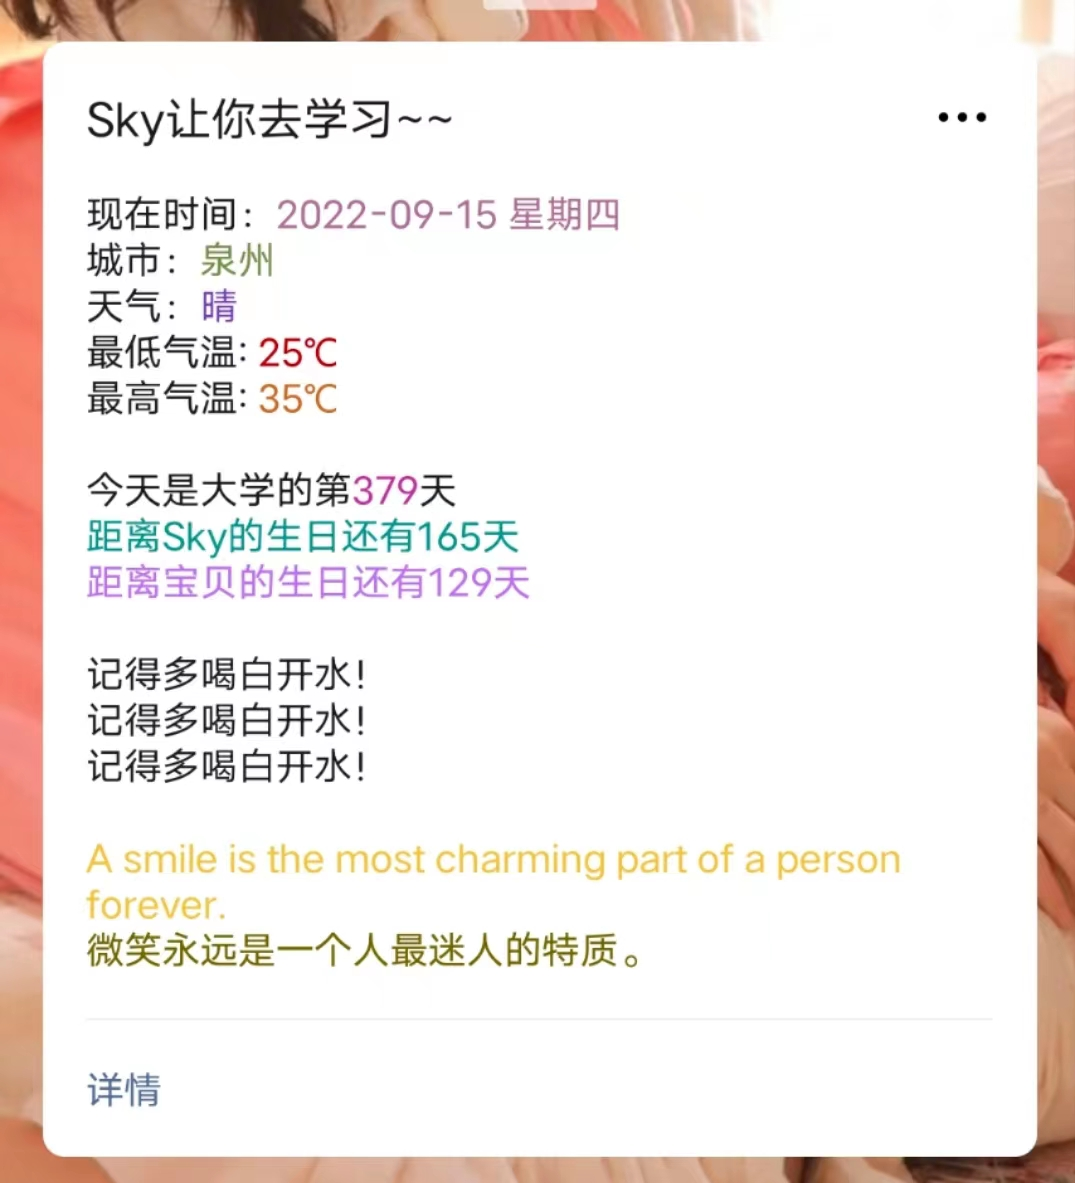 Sky让你去学习~~
现在时间：2022-09-15 星期四
城市：泉州
天气：晴
最低气温: 25℃
最高气温: 35℃
今天是大学的第379天
距离Sky的生日还有165天
距离宝贝的生日还有129天
记得多喝白开水！
记得多喝白开水！
记得多喝白开水！
A smile is the most charming part of a person
forever.
微笑永远是一个人最迷人的特质。
详情